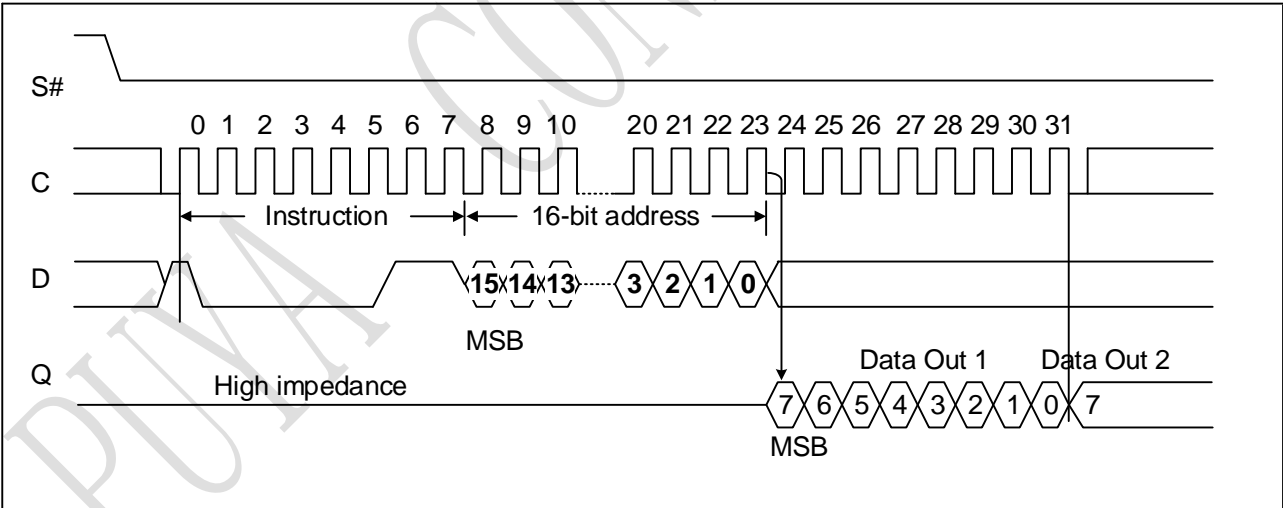 S#
0 1 2 3 4 5 6 7 8 9 10 20 21 22 23 24 25 26 27 28 29 30 31
C
Instruction 16-bit address
D
15 14 13 3 2 1 0
MSB
Data Out 1 Data Out 2
Q
High impedance
7 6 5 4 3 2 1 0 7
MSB
PUYA CON